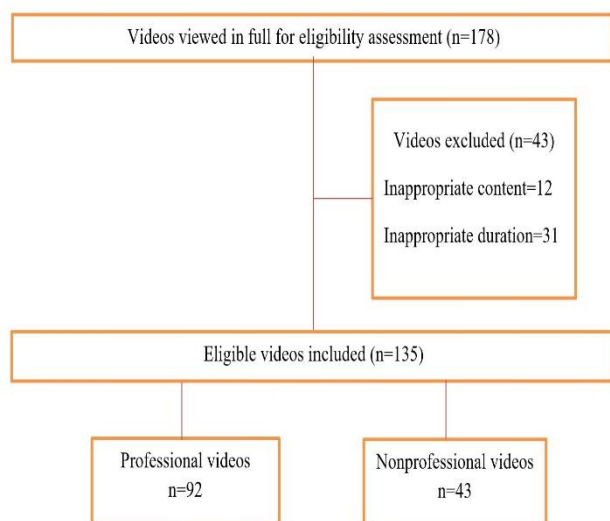 Videos viewed in full for eligibility assessment (n=178)
Videos excluded (n=43)
Inappropriate content=12
Inappropriate duration=31
Eligible videos included (n=135)
Professional videos
n=92
Nonprofessional videos
n=43